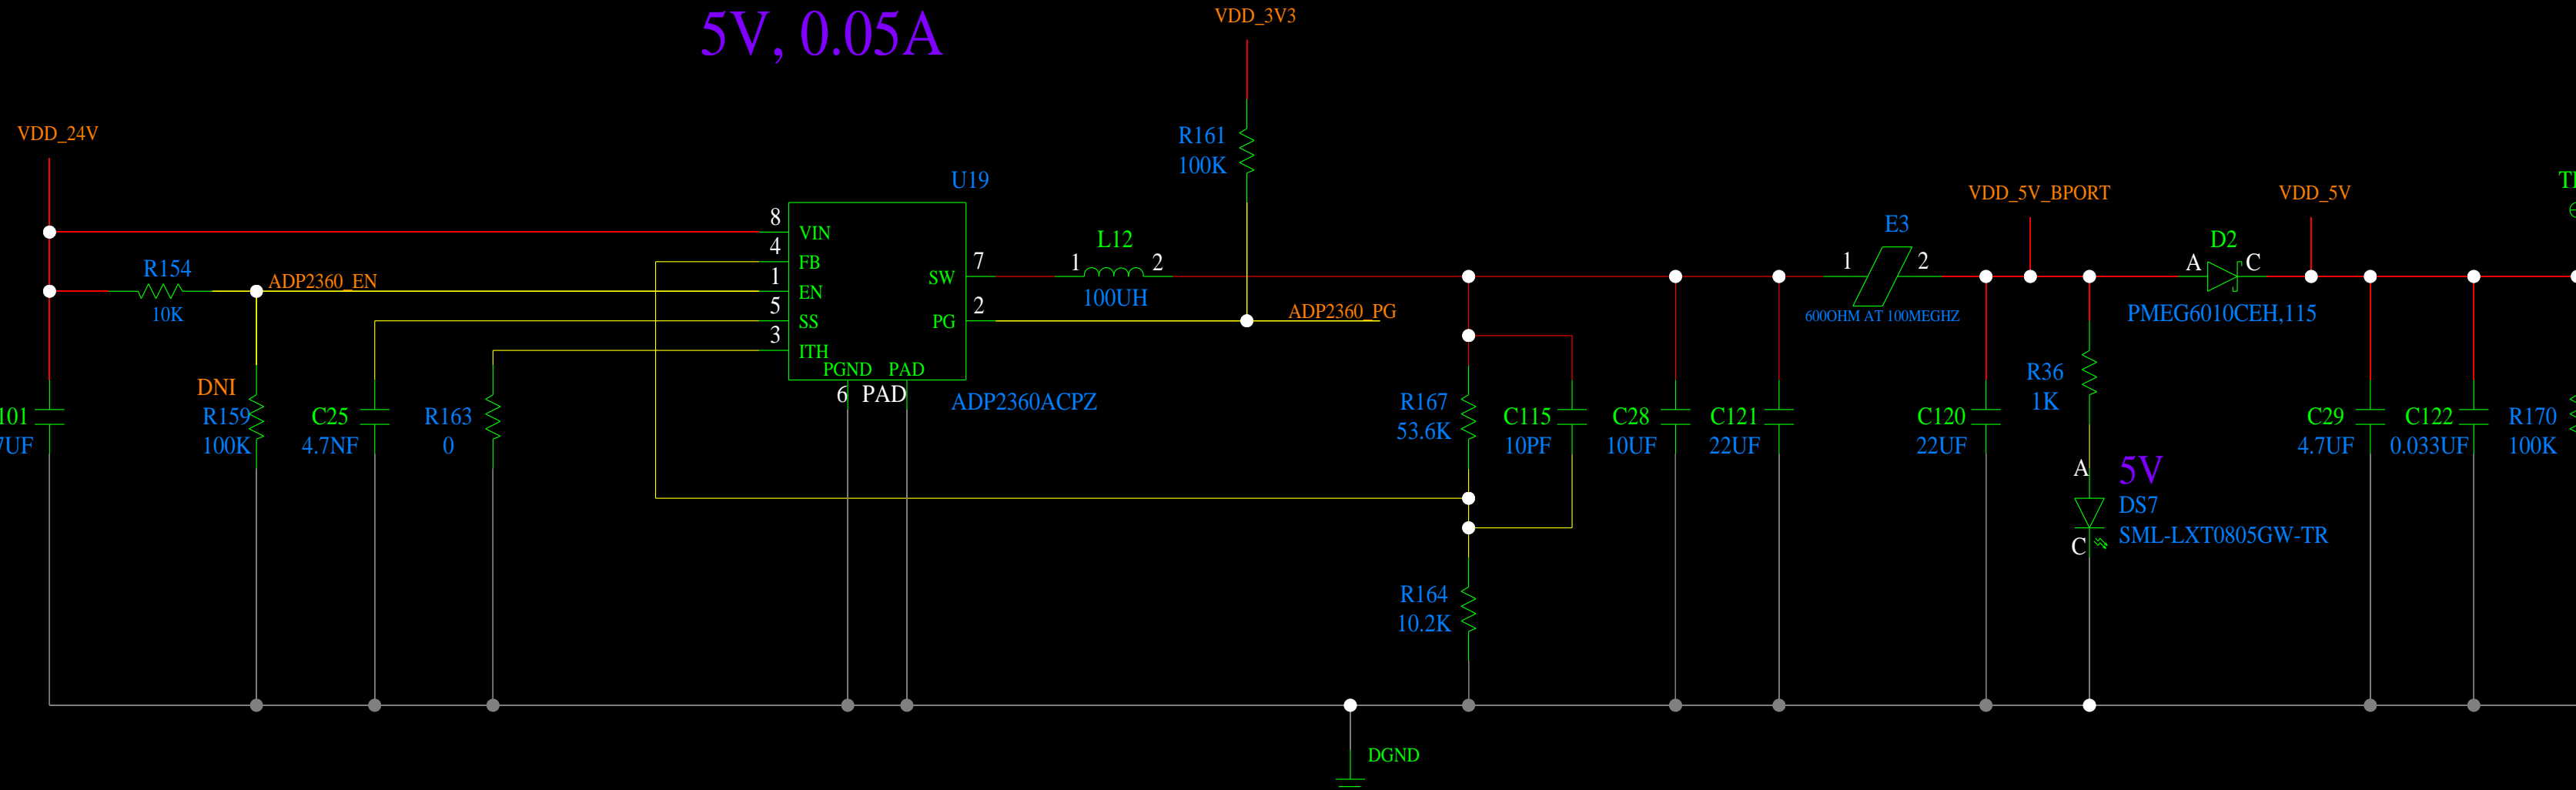 5V, 0.05A
VDD_3V3
VDD_24V
R161
100K
U19
VDD_5V_BPORT
VDD_5V
E3
1
2
600OHM AT 100MEGHZ
D2
A
C
PMEG6010CEH,115
8
VIN
4
FB
1
EN
5
SS
3
ITH
SW
7
PG
2
PGND
PAD
6
PAD
ADP2360ACPZ
L12
1
2
100UH
ADP2360_PG
R154
10K
ADP2360_EN
101
7UF
DNI
R159
100K
C25
4.7NF
R163
0
R167
53.6K
C115
10PF
C28
10UF
C121
22UF
C120
22UF
R36
1K
A
5V
DS7
SML-LXT0805GW-TR
C
C29
4.7UF
C122
0.033UF
R170
100K
R164
10.2K
DGND